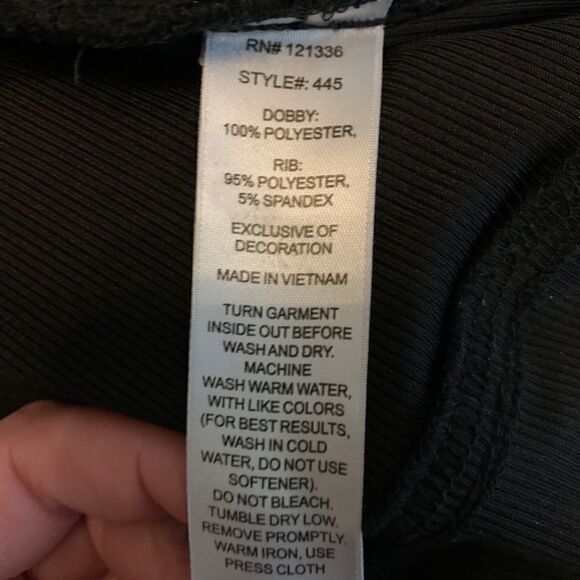 RN# 121336
STYLE#: 445
DOBBY:
100% POLYESTER,
RIB:
95% POLYESTER,
5% SPANDEX
EXCLUSIVE OF
DECORATION
MADE IN VIETNAM
TURN GARMENT
INSIDE OUT BEFORE
WASH AND DRY.
MACHINE
WASH WARM WATER,
WITH LIKE COLORS
(FOR BEST RESULTS,
WASH IN COLD
WATER, DO NOT USE
SOFTENER).
DO NOT BLEACH.
TUMBLE DRY LOW.
REMOVE PROMPTLY.
WARM IRON, USE
PRESS CLOTH